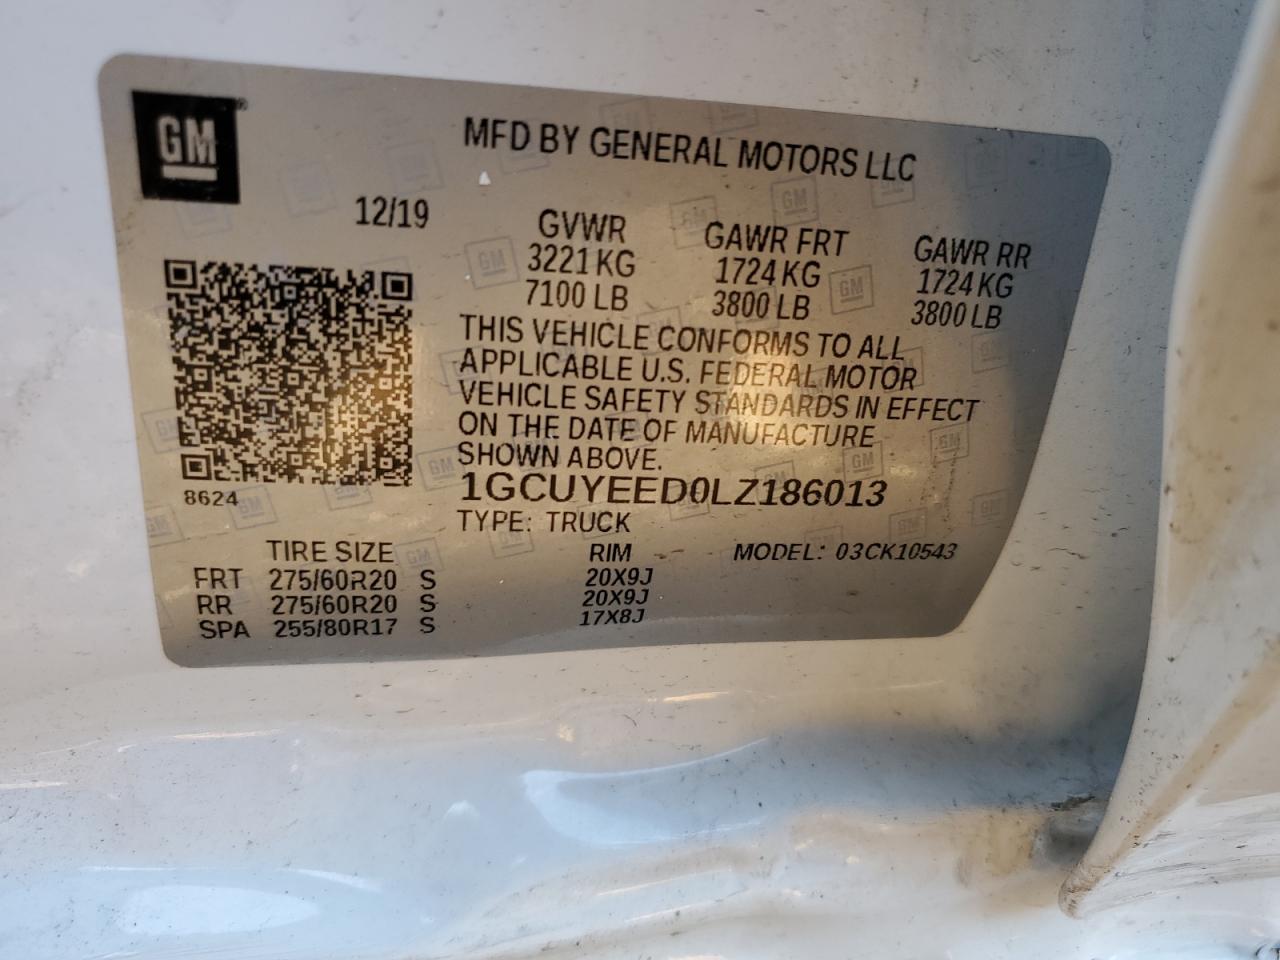 GM®
MFD BY GENERAL MOTORS LLC
12/19
GVWR GAWR FRT GAWR RR
3221 KG 1724 KG 1724 KG
7100 LB 3800 LB 3800 LB
THIS VEHICLE CONFORMS TO ALL
APPLICABLE U.S. FEDERAL MOTOR
VEHICLE SAFETY STANDARDS IN EFFECT
ON THE DATE OF MANUFACTURE
SHOWN ABOVE.
8624
1GCUYEED0LZ186013
TYPE: TRUCK
TIRE SIZE RIM MODEL: 03CK10543
FRT 275/60R20 S 20X9J
RR 275/60R20 S 20X9J
SPA 255/80R17 S 17X8J